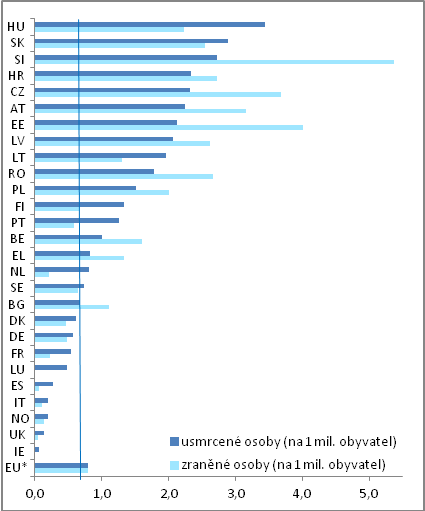 HU
SK
SI
HR
CZ
AT
EE
LV
LT
RO
PL
FI
PT
BE
EL
NL
SE
BG
DK
DE
FR
LU
ES
IT
NO
UK
IE
EU*
usmrcené osoby (na 1 mil. obyvatel)
zraněné osoby (na 1 mil. obyvatel)
0,0 1,0 2,0 3,0 4,0 5,0